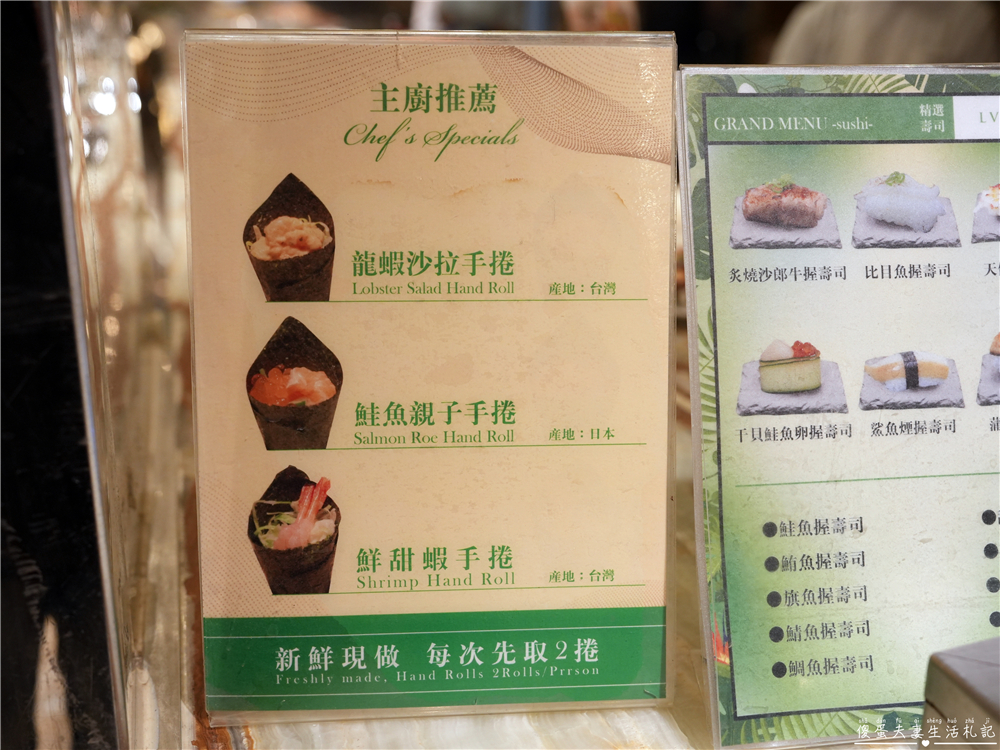 主廚推薦
Chef's Specials
龍蝦沙拉手捲
Lobster Salad Hand Roll 產地：台灣
鮭魚親子手捲
Salmon Roe Hand Roll 產地：日本
鮮甜蝦手捲
Shrimp Hand Roll 產地：台灣
新鮮現做 每次先取2捲
Freshly made, Hand Rolls 2Rolls/Prrson
GRAND MENU -sushi-
精選
壽司
LV
炙燒沙郎牛握壽司 比目魚握壽司
干貝鮭魚卵握壽司 鯊魚煙握壽司
●鮭魚握壽司
●鮪魚握壽司
●旗魚握壽司
●鯖魚握壽司
●鯛魚握壽司
傻蛋夫妻生活札記